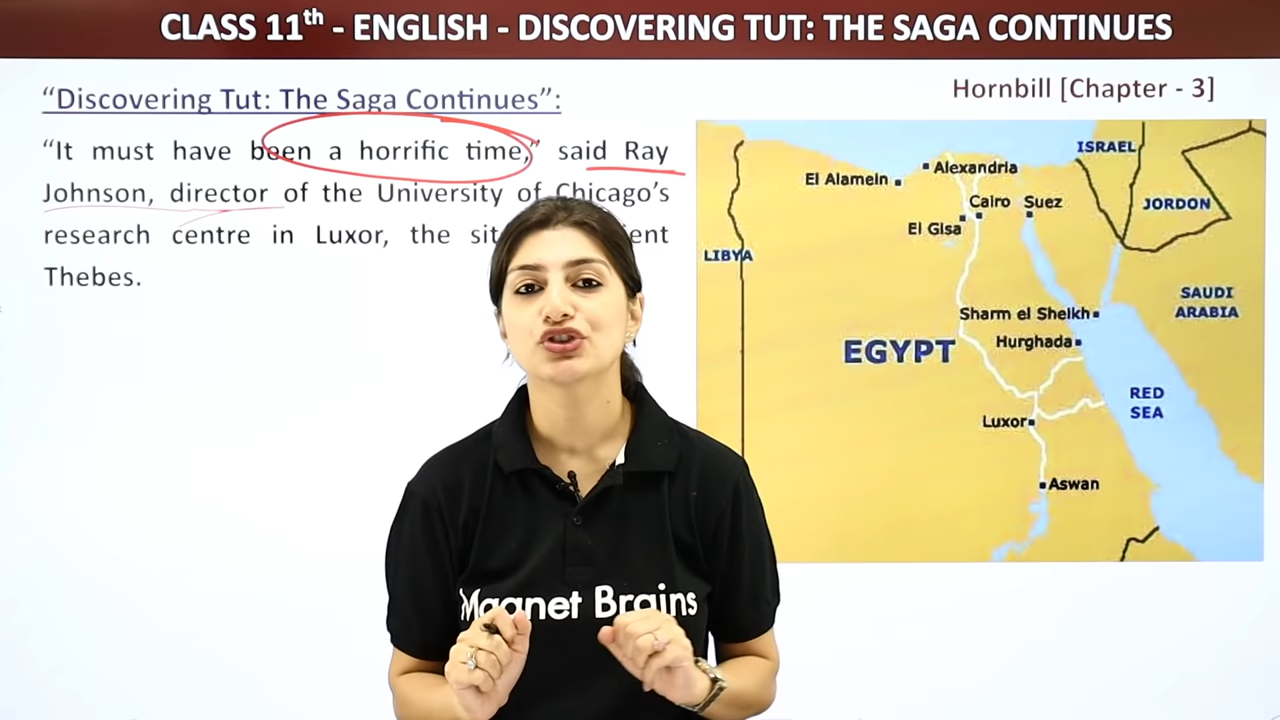 CLASS 11th - ENGLISH - DISCOVERING TUT: THE SAGA CONTINUES
“Discovering Tut: The Saga Continues”:
Hornbill [Chapter - 3]
“It must have been a horrific time,” said Ray
Johnson, director of the University of Chicago’s
research centre in Luxor, the
Thebes.
ISRAEL
Alexandria
El Alamein
JORDON
Cairo Suez
El Gisa
LIBYA
SAUDI
ARABIA
Sharm el Sheikh
Hurghada
EGYPT
RED
SEA
Luxor
Aswan
Magnet Brains